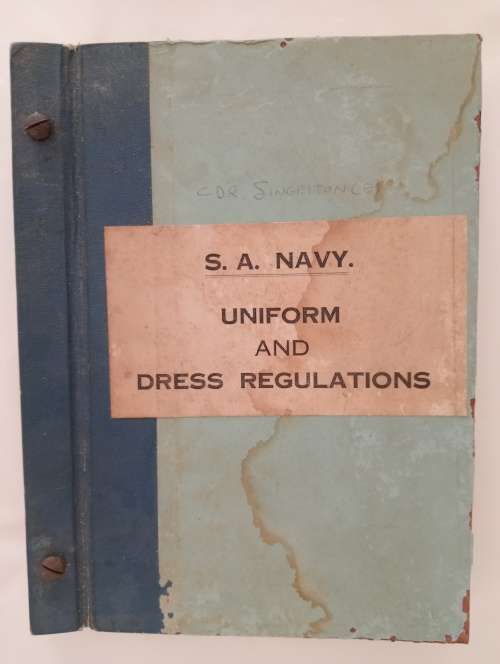 CDR. SINGLETON
S. A. NAVY.
UNIFORM
AND
DRESS REGULATIONS